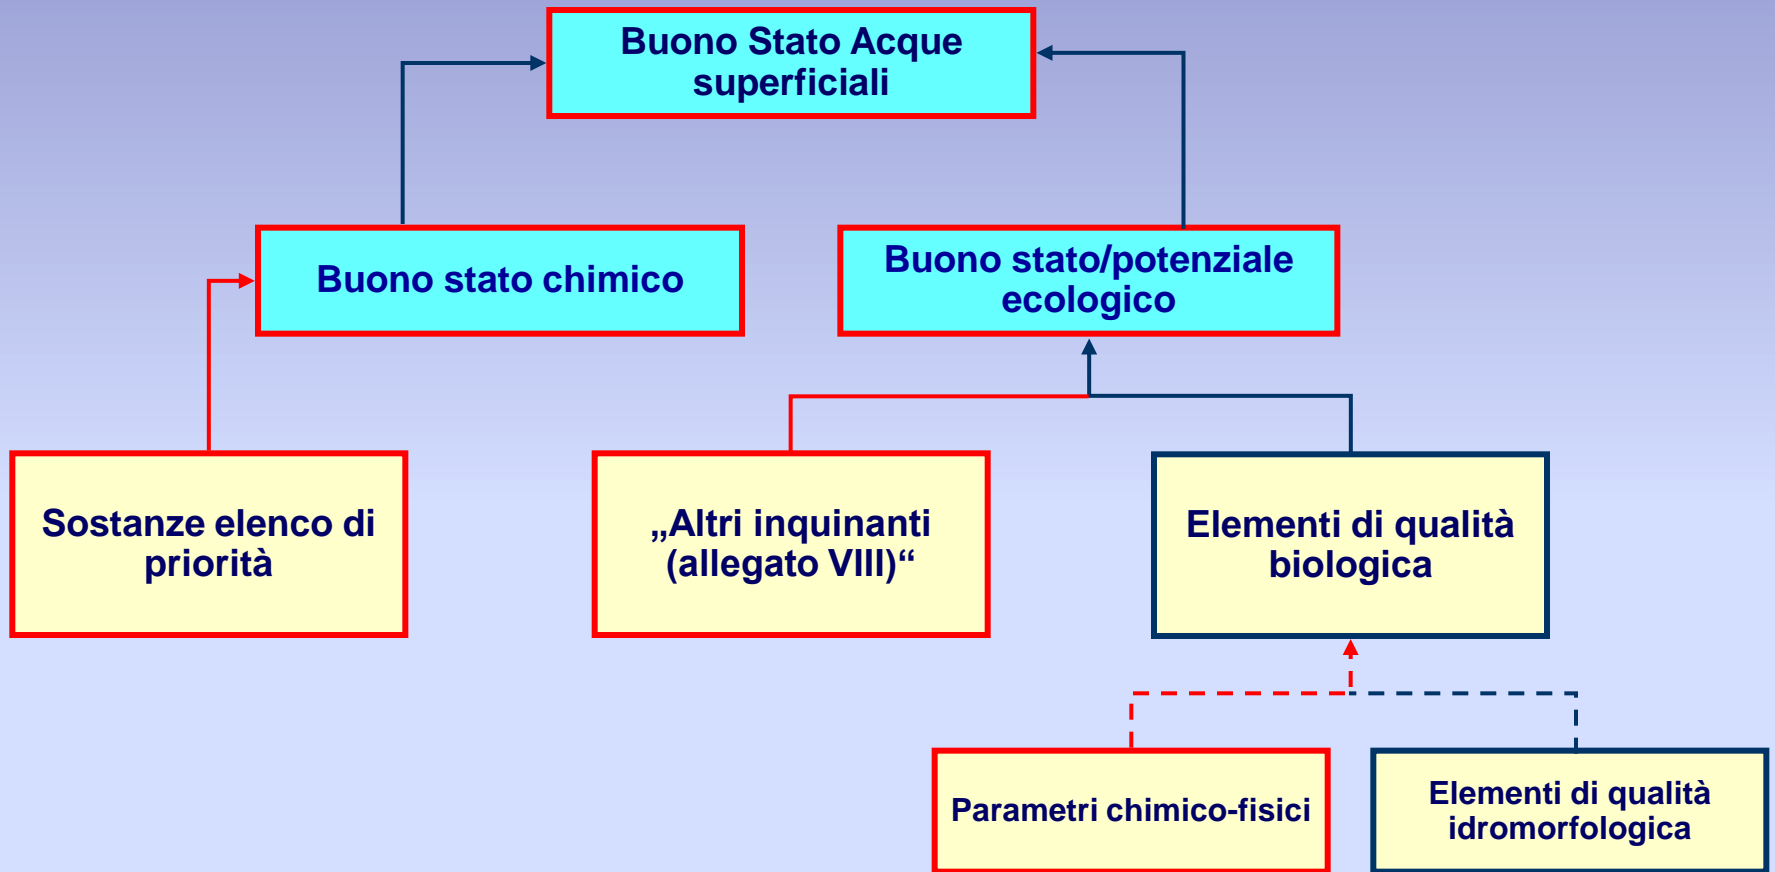 Buono Stato Acque
superficiali
Buono stato chimico
Buono stato/potenziale
ecologico
Sostanze elenco di
priorità
„Altri inquinanti
(allegato VIII)“
Elementi di qualità
biologica
Parametri chimico-fisici
Elementi di qualità
idromorfologica